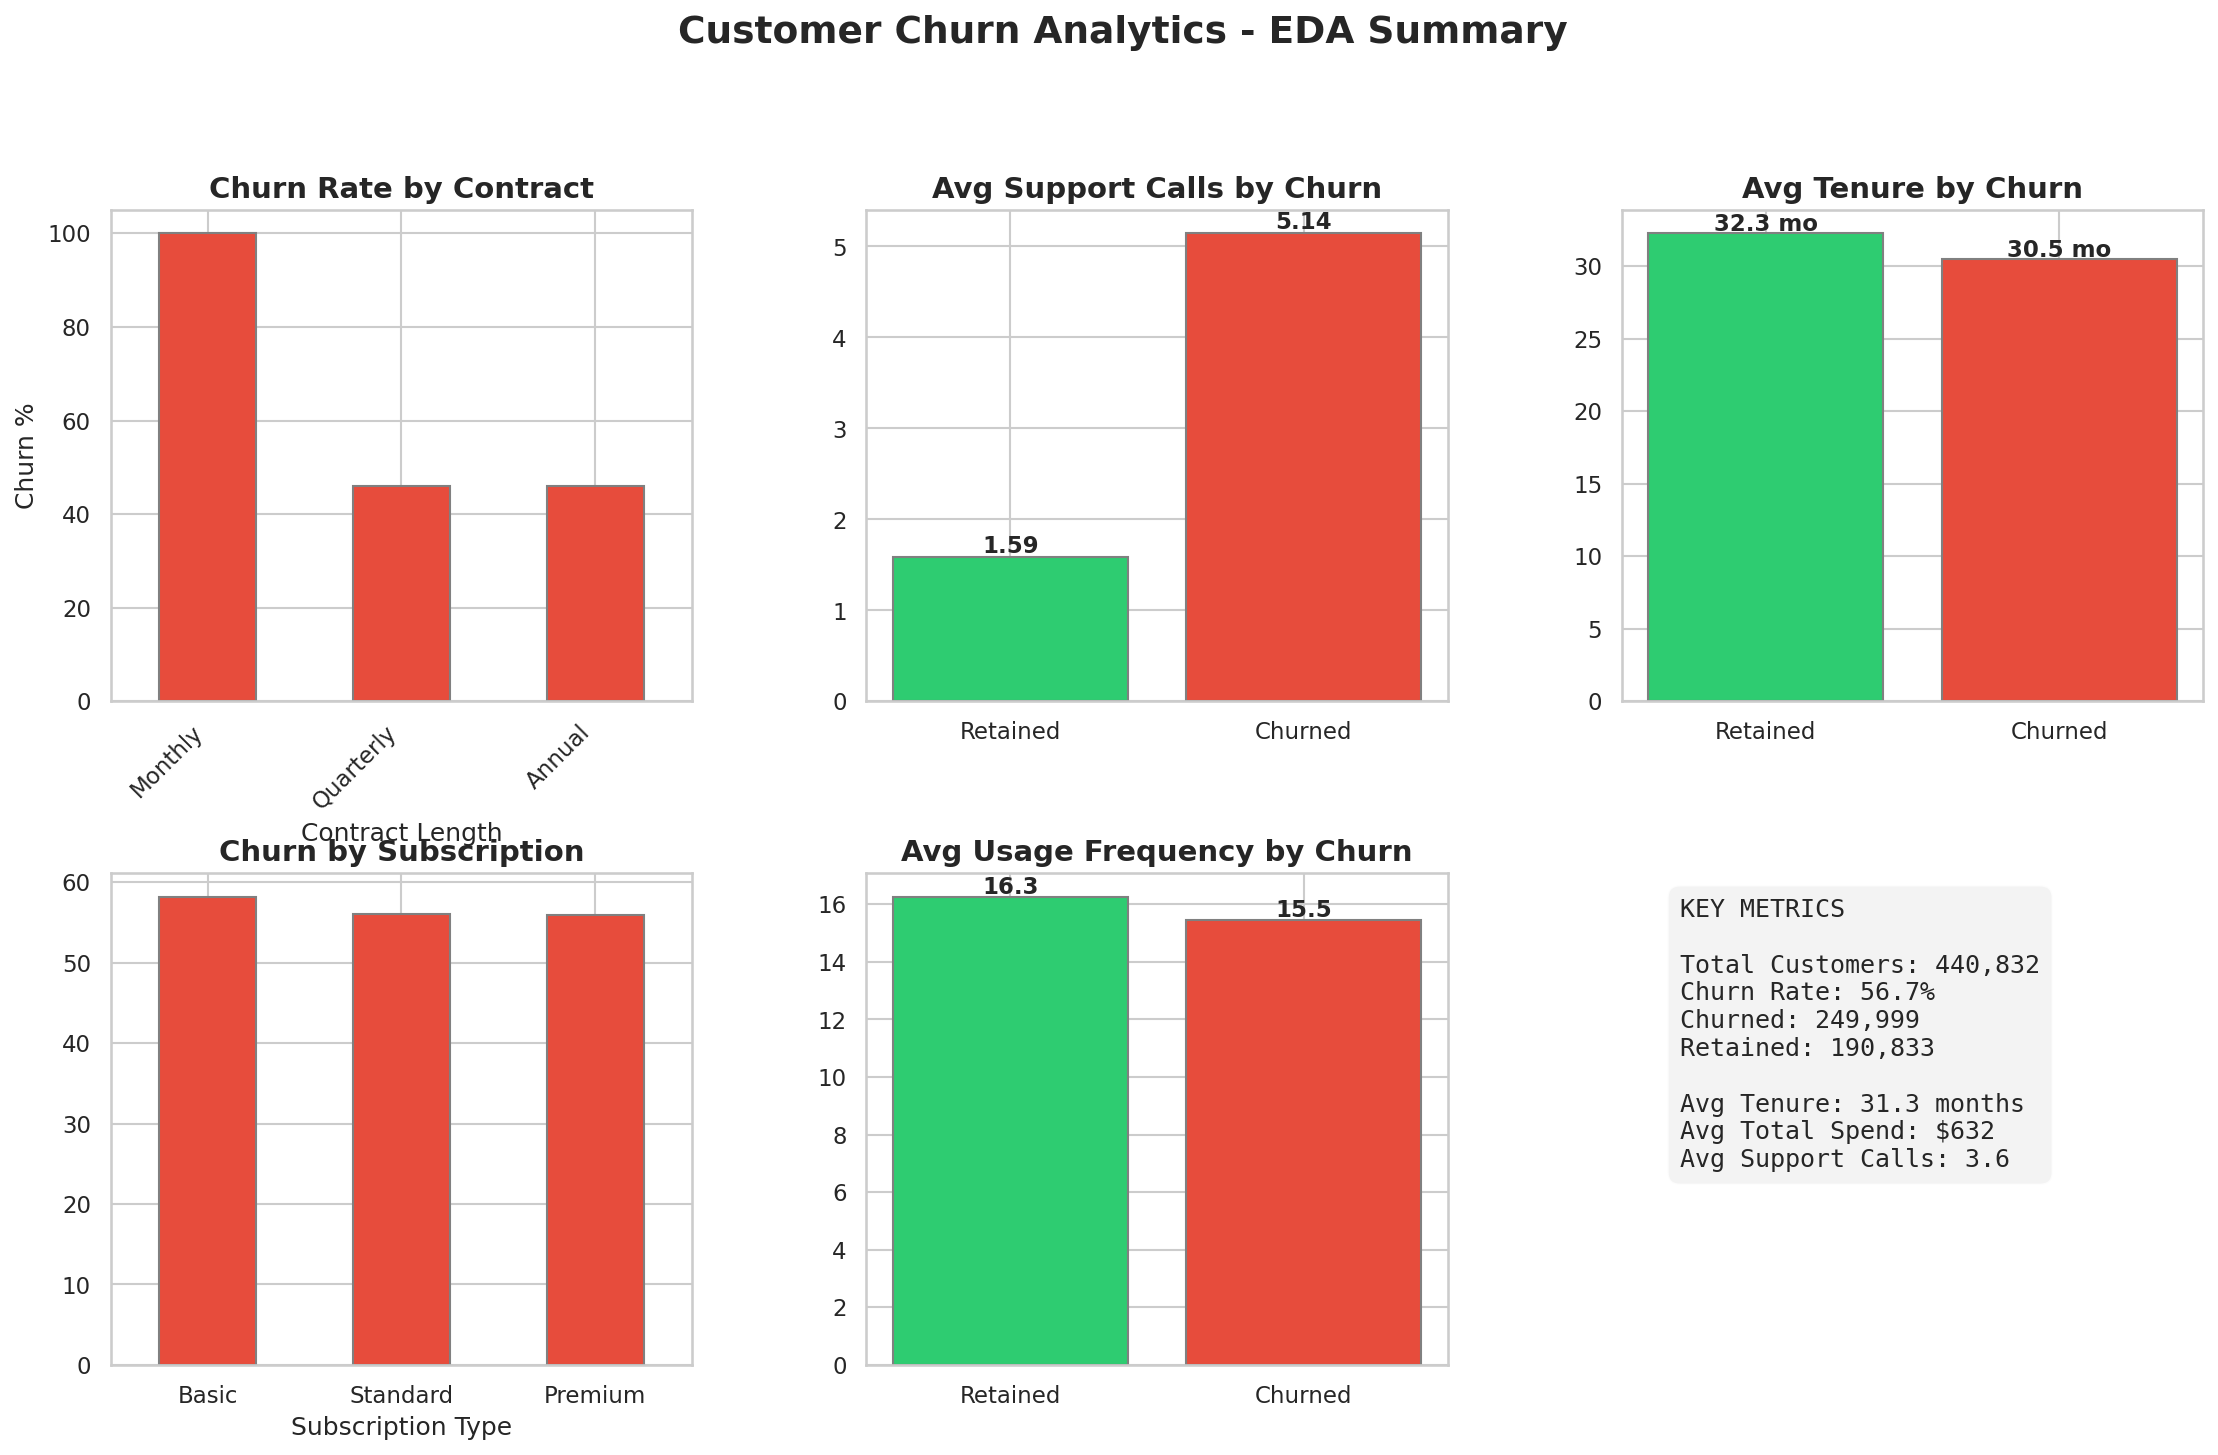 Customer Churn Analytics - EDA Summary
Churn Rate by Contract
Churn %
100
80
60
40
20
0
Monthly
Quarterly
Annual
Contract Length
Avg Support Calls by Churn
5
4
3
2
1
0
1.59
5.14
Retained
Churned
Avg Tenure by Churn
30
25
20
15
10
5
0
32.3 mo
30.5 mo
Retained
Churned
Churn by Subscription
60
50
40
30
20
10
0
Basic
Standard
Premium
Subscription Type
Avg Usage Frequency by Churn
16
14
12
10
8
6
4
2
0
16.3
15.5
Retained
Churned
KEY METRICS
Total Customers: 440,832
Churn Rate: 56.7%
Churned: 249,999
Retained: 190,833
Avg Tenure: 31.3 months
Avg Total Spend: $632
Avg Support Calls: 3.6